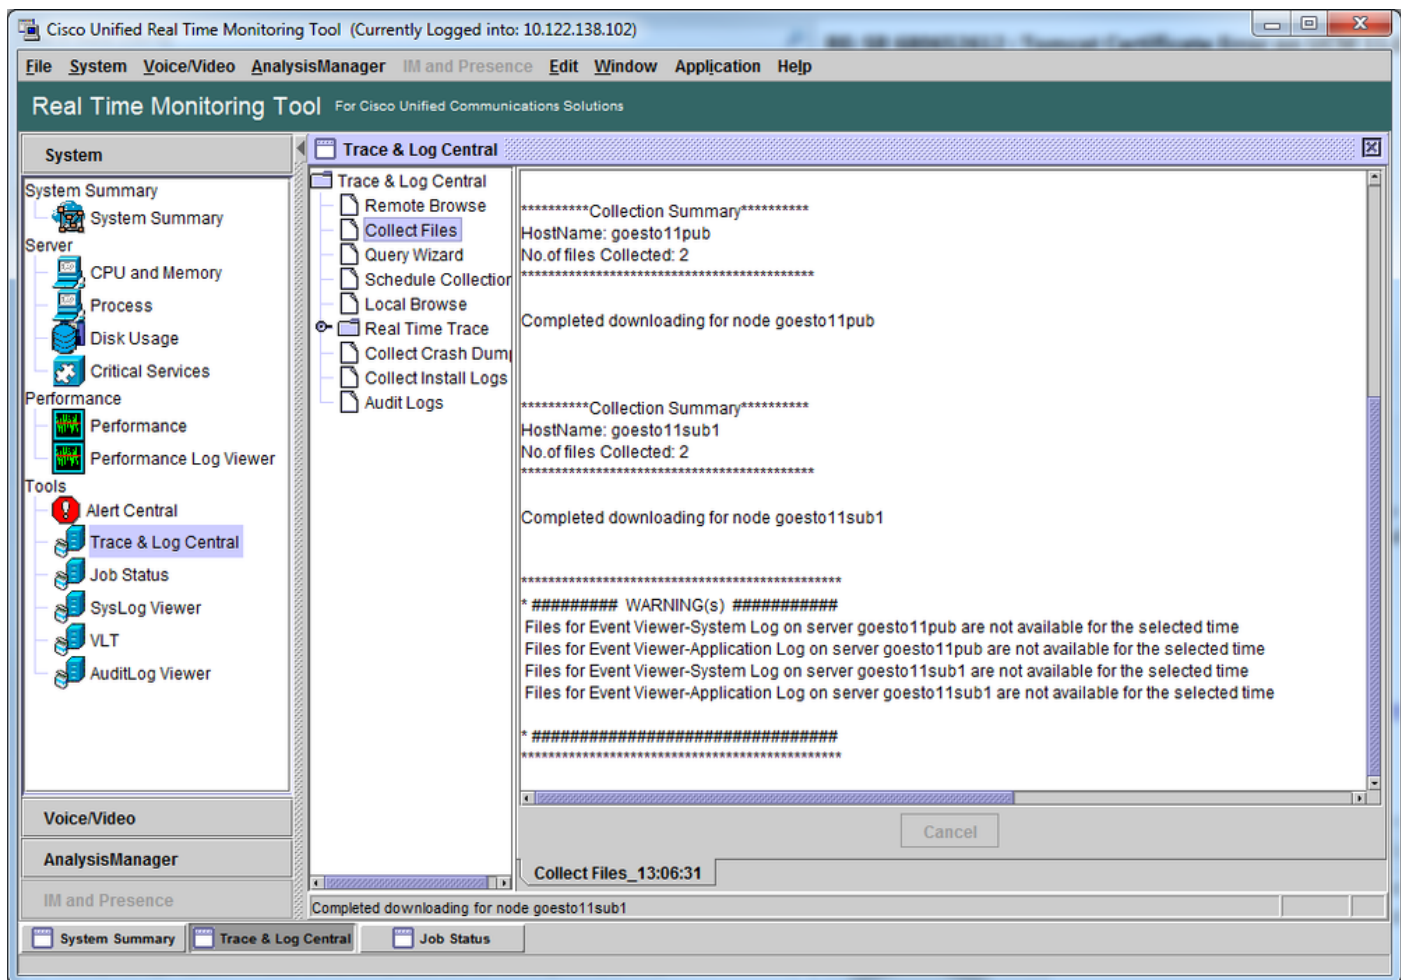 Cisco Unified Real Time Monitoring Tool (Currently Logged into: 10.122.138.102)
File System Voice/Video AnalysisManager IM and Presence Edit Window Application Help
Real Time Monitoring Tool For Cisco Unified Communications Solutions
System
System Summary
System Summary
Server
CPU and Memory
Process
Disk Usage
Critical Services
Performance
Performance
Performance Log Viewer
Tools
Alert Central
Trace & Log Central
Job Status
SysLog Viewer
VLT
AuditLog Viewer
Voice/Video
AnalysisManager
IM and Presence
Trace & Log Central
Trace & Log Central
Remote Browse
Collect Files
Query Wizard
Schedule Collection
Local Browse
Real Time Trace
Collect Crash Dum
Collect Install Logs
Audit Logs
**********Collection Summary**********
HostName: goesto11pub
No.of files Collected: 2
*******************************************
Completed downloading for node goesto11pub
**********Collection Summary**********
HostName: goesto11sub1
No.of files Collected: 2
*******************************************
Completed downloading for node goesto11sub1
***********************************************
* ######### WARNING(s) ###########
Files for Event Viewer-System Log on server goesto11pub are not available for the selected time
Files for Event Viewer-Application Log on server goesto11pub are not available for the selected time
Files for Event Viewer-System Log on server goesto11sub1 are not available for the selected time
Files for Event Viewer-Application Log on server goesto11sub1 are not available for the selected time
* ################################
***********************************************
Cancel
Collect Files_13:06:31
Completed downloading for node goesto11sub1
System Summary Trace & Log Central Job Status